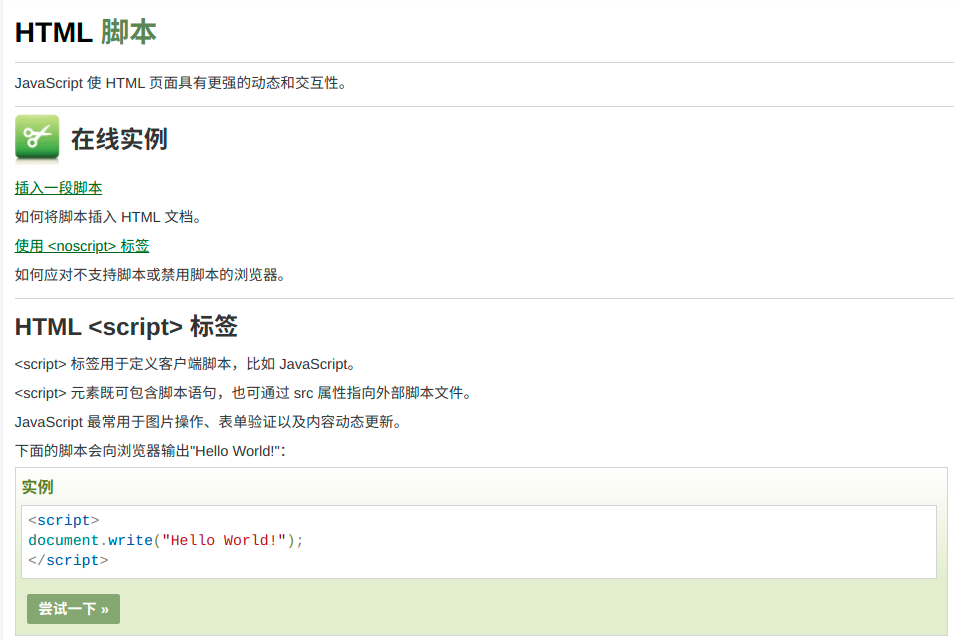 HTML 脚本
JavaScript 使 HTML 页面具有更强的动态和交互性。
在线实例
插入一段脚本
如何将脚本插入 HTML 文档。
使用 <noscript> 标签
如何应对不支持脚本或禁用脚本的浏览器。
HTML <script> 标签
<script> 标签用于定义客户端脚本，比如 JavaScript。
<script> 元素既可包含脚本语句，也可通过 src 属性指向外部脚本文件。
JavaScript 最常用于图片操作、表单验证以及内容动态更新。
下面的脚本会向浏览器输出"Hello World!"：
实例
<script>
document.write("Hello World!");
</script>
尝试一下 »